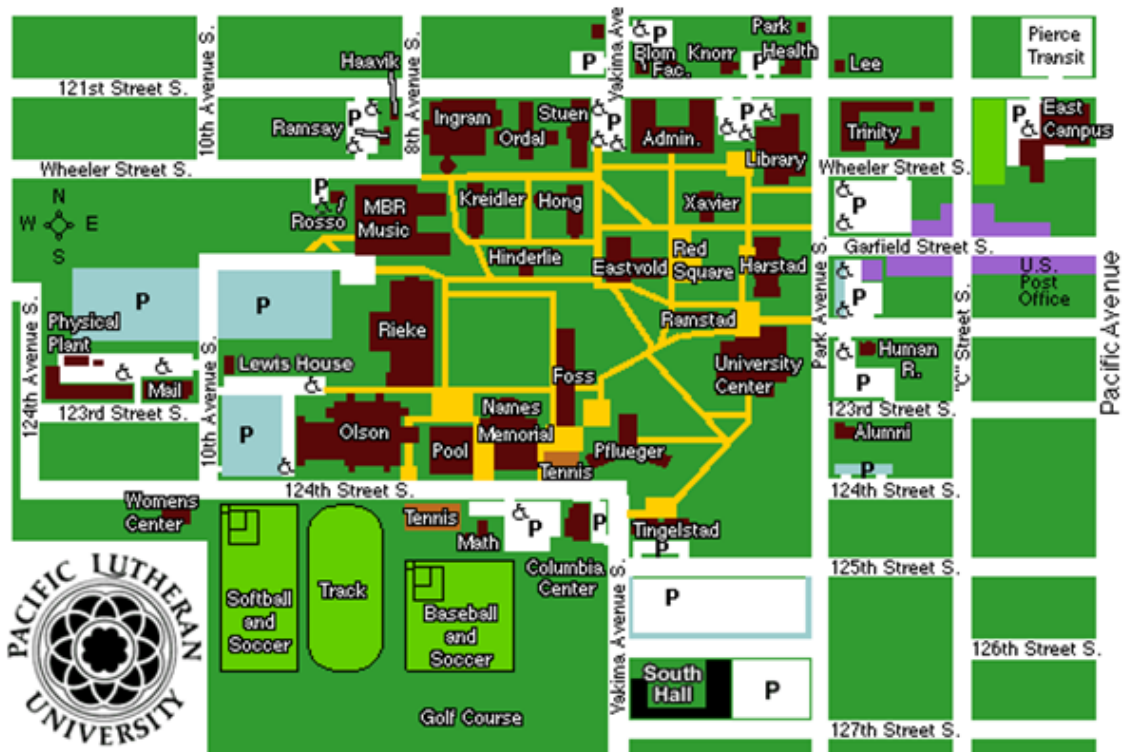 Park
P
P
Blom
Fac.
Knorr
P
Health
Pierce
Transit
Lee
Haavik
121st Street S.
10th Avenue S.
8th Avenue S.
Yakima Ave
Ramsay
P
Ingram
Ordal
Stuen
P
Admin.
P
Library
Trinity
P
East
Campus
Wheeler Street S.
Wheeler Street S.
N
W E
S
P
Rosso
MBR
Music
Kreidler
Hong
Xavier
P
Hinderlie
Eastvold
Red
Square
Harstad
Garfield Street S.
U.S.
Post
Office
P
P
P
Physical
Plant
Rieke
Ramstad
Park Avenue S.
"C" Street S.
Pacific Avenue
124th Avenue S.
10th Avenue S.
Lewis House
Foss
University
Center
Human
R.
P
Mail
123rd Street S.
123rd Street S.
P
Olson
Pool
Names
Memorial
Tennis
Pflueger
Alumni
P
124th Street S.
124th Street S.
Womens
Center
Tennis
Math
P
P
Columbia
Center
Tingelstad
P
125th Street S.
Softball
and
Soccer
Track
Baseball
and
Soccer
Yakima Avenue S.
P
South
Hall
P
126th Street S.
Golf Course
127th Street S.
PACIFIC LUTHERAN
UNIVERSITY